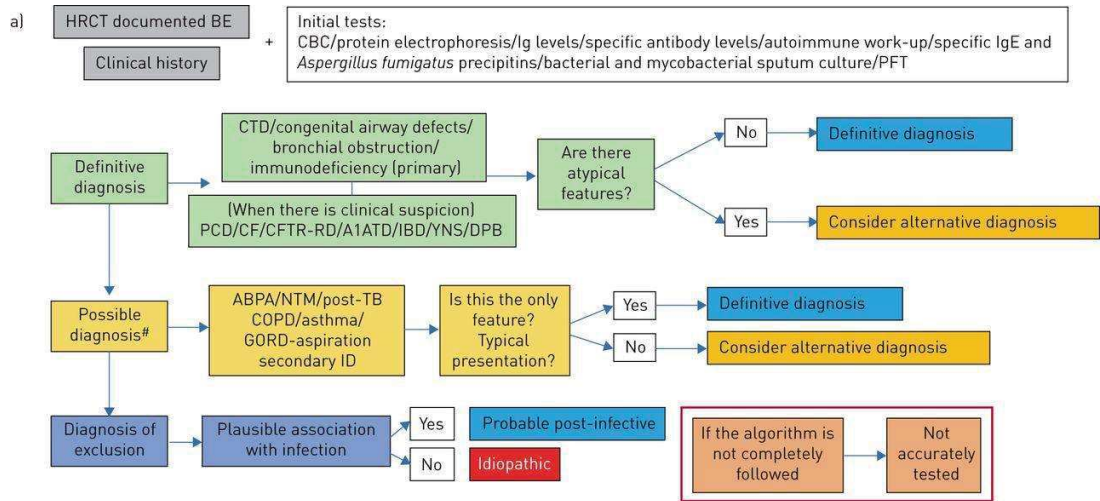 a)
HRCT documented BE
Clinical history
+
Initial tests:
CBC/protein electrophoresis/Ig levels/specific antibody levels/autoimmune work-up/specific IgE and
Aspergillus fumigatus precipitins/bacterial and mycobacterial sputum culture/PFT
Definitive
diagnosis
CTD/congenital airway defects/
bronchial obstruction/
immunodeficiency (primary)
(When there is clinical suspicion)
PCD/CF/CFTR-RD/A1ATD/IBD/YNS/DPB
Are there
atypical
features?
No
Definitive diagnosis
Yes
Consider alternative diagnosis
Possible
diagnosis#
ABPA/NTM/post-TB
COPD/asthma/
GORD-aspiration
secondary ID
Is this the only
feature?
Typical
presentation?
Yes
Definitive diagnosis
No
Consider alternative diagnosis
Diagnosis of
exclusion
Plausible association
with infection
Yes
Probable post-infective
No
Idiopathic
If the algorithm is
not completely
followed
Not
accurately
tested